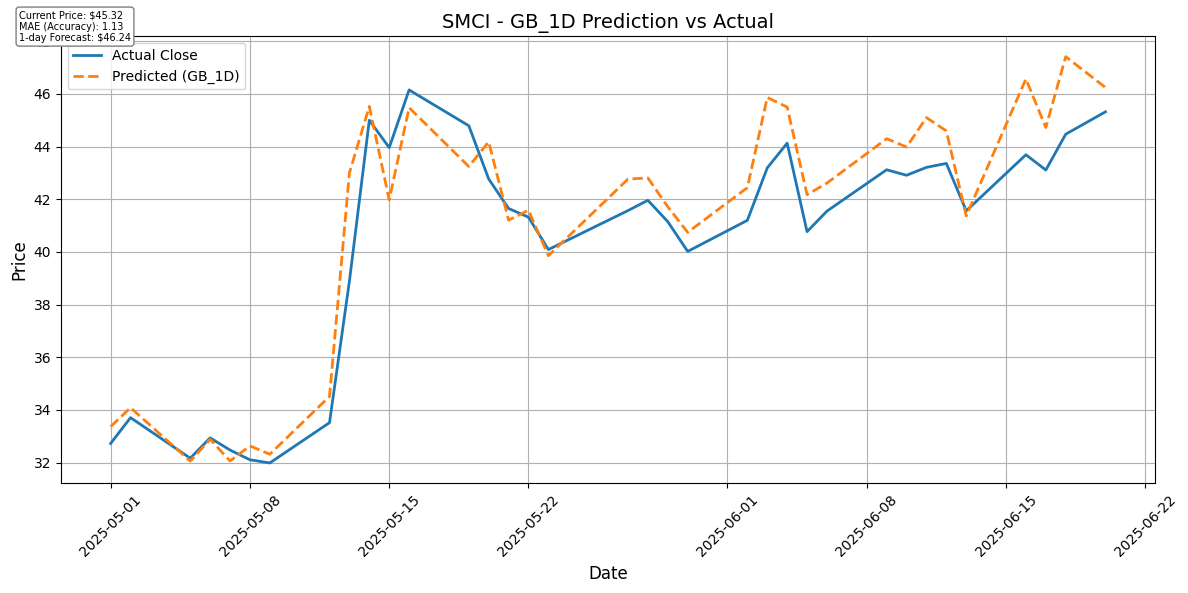 SMCI - GB_1D Prediction vs Actual
Current Price: $45.32
MAE (Accuracy): 1.13
1-day Forecast: $46.24
Actual Close
Predicted (GB_1D)
Price
46
44
42
40
38
36
34
32
2025-05-01
2025-05-08
2025-05-15
2025-05-22
2025-06-01
2025-06-08
2025-06-15
2025-06-22
Date